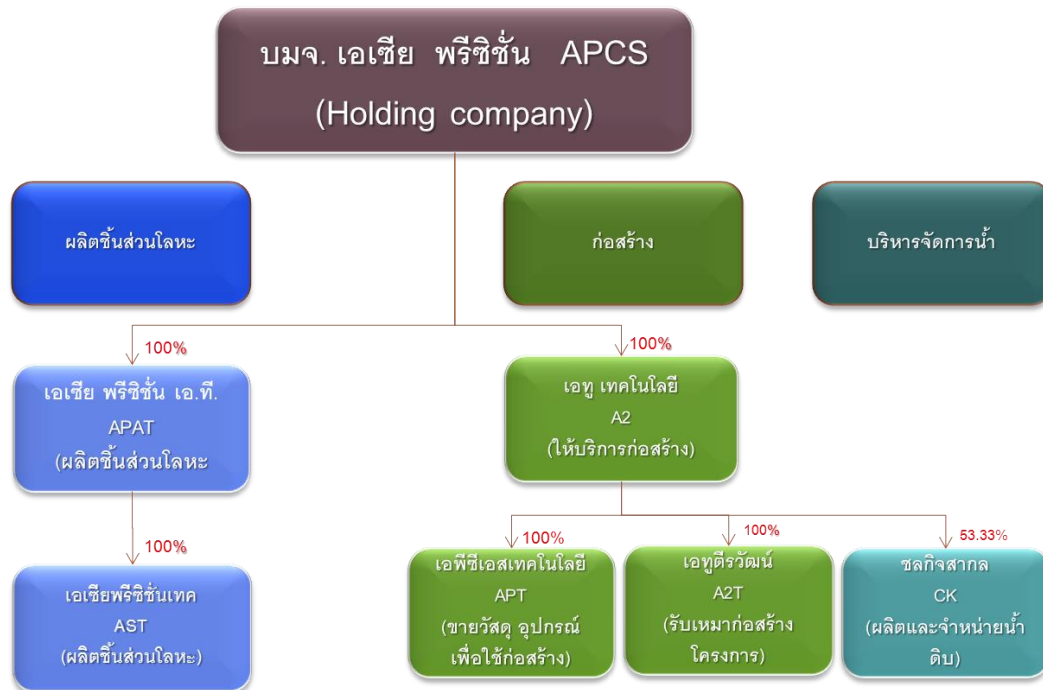 บมจ. เอเซีย พรีซิชั่น APCS
(Holding company)
ผลิตชิ้นส่วนโลหะ
ก่อสร้าง
บริหารจัดการน้ำ
100%
100%
เอเซีย พรีซิชั่น เอ.ที.
APAT
(ผลิตชิ้นส่วนโลหะ
เอทู เทคโนโลยี
A2
(ให้บริการก่อสร้าง)
100%
100%
100%
53.33%
เอเซียพรีซิชั่นเทค
AST
(ผลิตชิ้นส่วนโลหะ)
เอพีซีเอสเทคโนโลยี
APT
(ขายวัสดุ อุปกรณ์
เพื่อใช้ก่อสร้าง)
เอทูตีรวัฒน์
A2T
(รับเหมาก่อสร้าง
โครงการ)
ชลกิจสากล
CK
(ผลิตและจำหน่ายน้ำ
ดิบ)